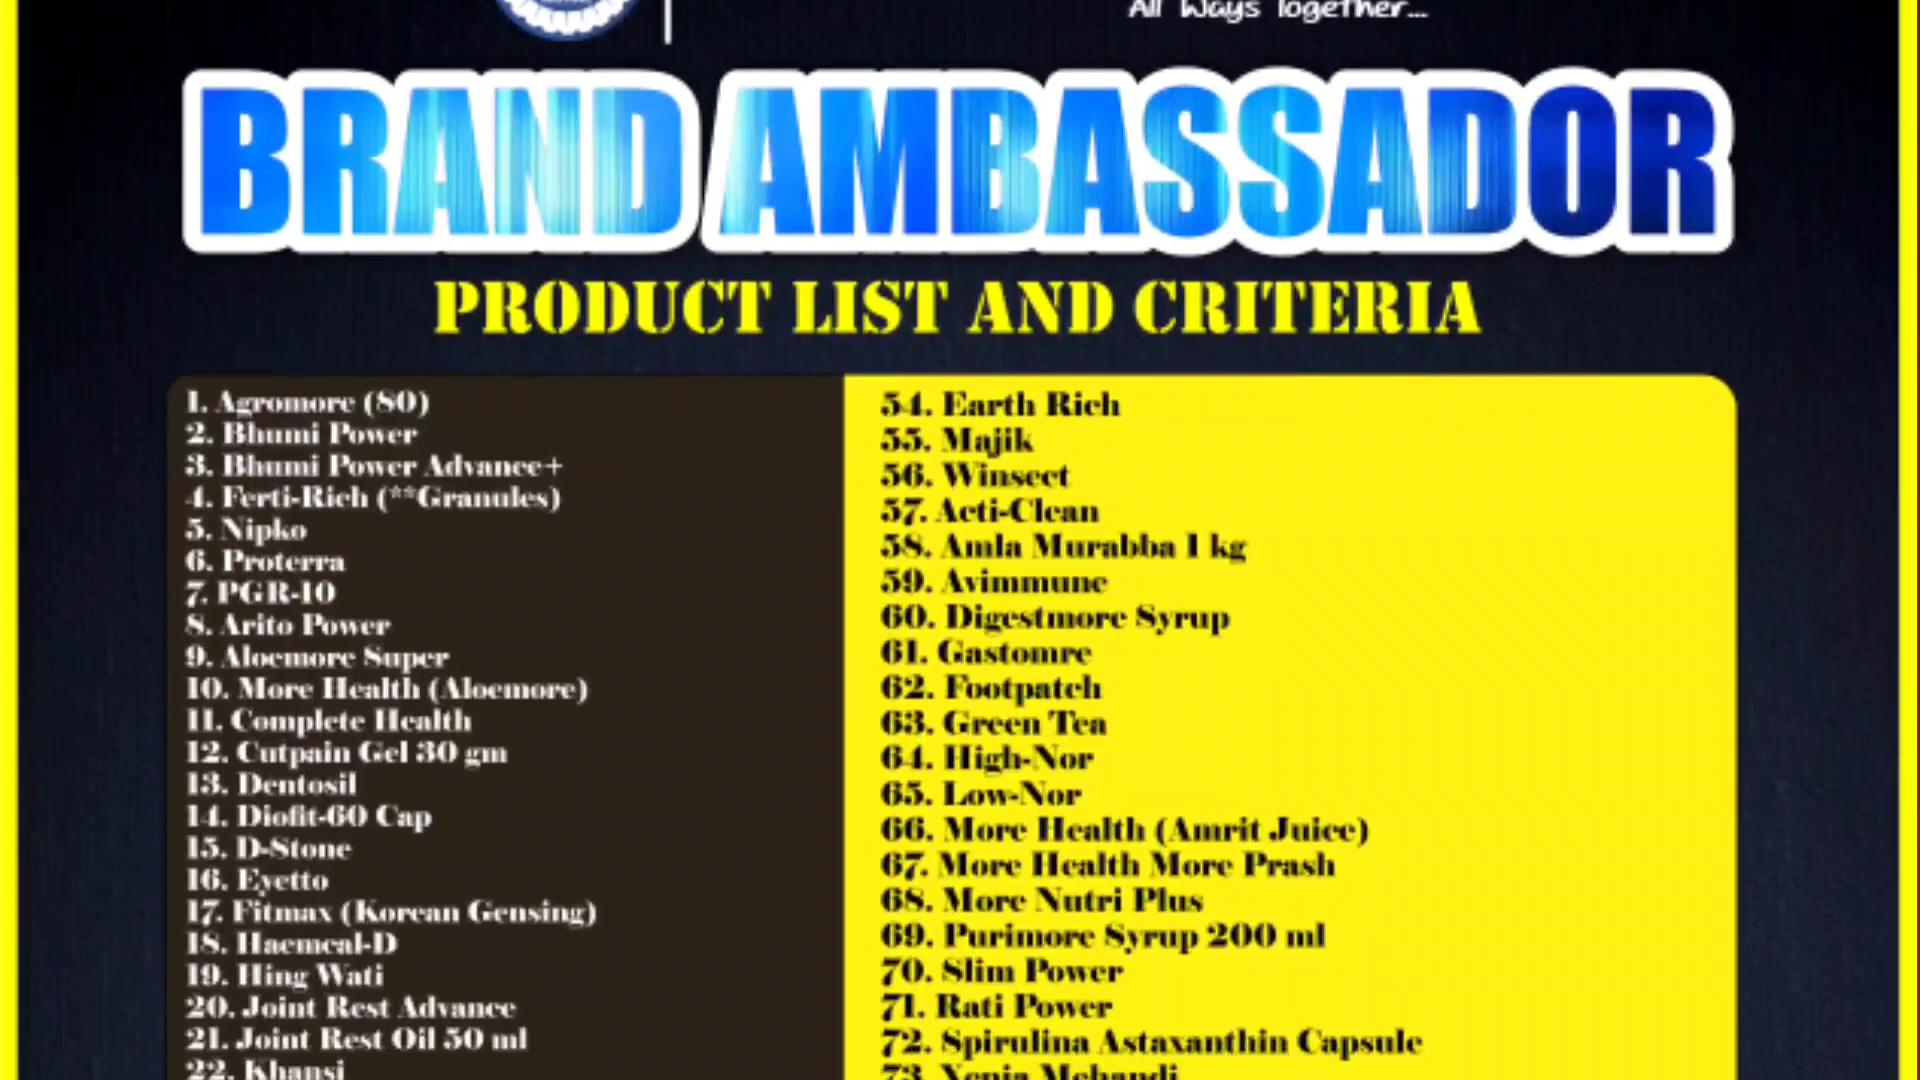 All Ways Together...
BRAND AMBASSADOR
PRODUCT LIST AND CRITERIA
1. Agromore (80)
2. Bhumi Power
3. Bhumi Power Advance+
4. Ferti-Rich (**Granules)
5. Nipko
6. Proterra
7. PGR-10
8. Arito Power
9. Aloemore Super
10. More Health (Aloemore)
11. Complete Health
12. Cutpain Gel 30 gm
13. Dentosil
14. Diofit-60 Cap
15. D-Stone
16. Eyetto
17. Fitmax (Korean Gensing)
18. Haemcal-D
19. Hing Wati
20. Joint Rest Advance
21. Joint Rest Oil 50 ml
22. Khansi
54. Earth Rich
55. Majik
56. Winsect
57. Acti-Clean
58. Amla Murabba 1 kg
59. Avimmune
60. Digestmore Syrup
61. Gastomre
62. Footpatch
63. Green Tea
64. High-Nor
65. Low-Nor
66. More Health (Amrit Juice)
67. More Health More Prash
68. More Nutri Plus
69. Purimore Syrup 200 ml
70. Slim Power
71. Rati Power
72. Spirulina Astaxanthin Capsule
73. Xenia Mehandi